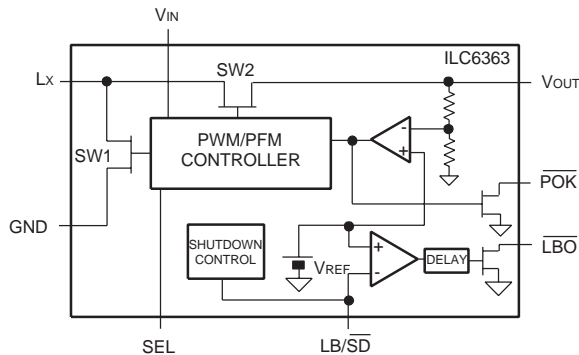 VIN
ILC6363
LX
SW2
VOUT
-
+
SW1
PWM/PFM
CONTROLLER
POK
GND
SHUTDOWN
CONTROL
VREF
+
-
DELAY
LBO
SEL
LB/SD